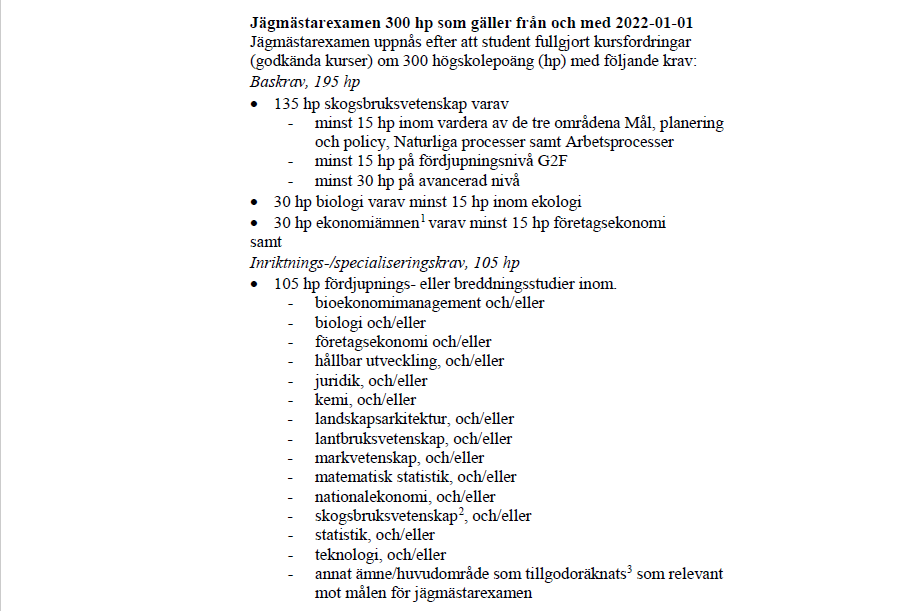 Jägmästarexamen 300 hp som gäller från och med 2022-01-01
Jägmästarexamen uppnås efter att student fullgjort kursfordringar
(godkända kurser) om 300 högskolepoäng (hp) med följande krav:
Baskrav, 195 hp
• 135 hp skogsbruksvetenskap varav
- minst 15 hp inom vardera av de tre områdena Mål, planering
och policy, Naturliga processer samt Arbetsprocesser
- minst 15 hp på fördjupningsnivå G2F
- minst 30 hp på avancerad nivå
• 30 hp biologi varav minst 15 hp inom ekologi
• 30 hp ekonomiämnen¹ varav minst 15 hp företagsekonomi
samt
Inriktnings-/specialiseringskrav, 105 hp
• 105 hp fördjupnings- eller breddningsstudier inom.
- bioekonomimanagement och/eller
- biologi och/eller
- företagsekonomi och/eller
- hållbar utveckling, och/eller
- juridik, och/eller
- kemi, och/eller
- landskapsarkitektur, och/eller
- lantbruksvetenskap, och/eller
- markvetenskap, och/eller
- matematisk statistik, och/eller
- nationalekonomi, och/eller
- skogsbruksvetenskap², och/eller
- statistik, och/eller
- teknologi, och/eller
- annat ämne/huvudområde som tillgodoräknats³ som relevant
mot målen för jägmästarexamen